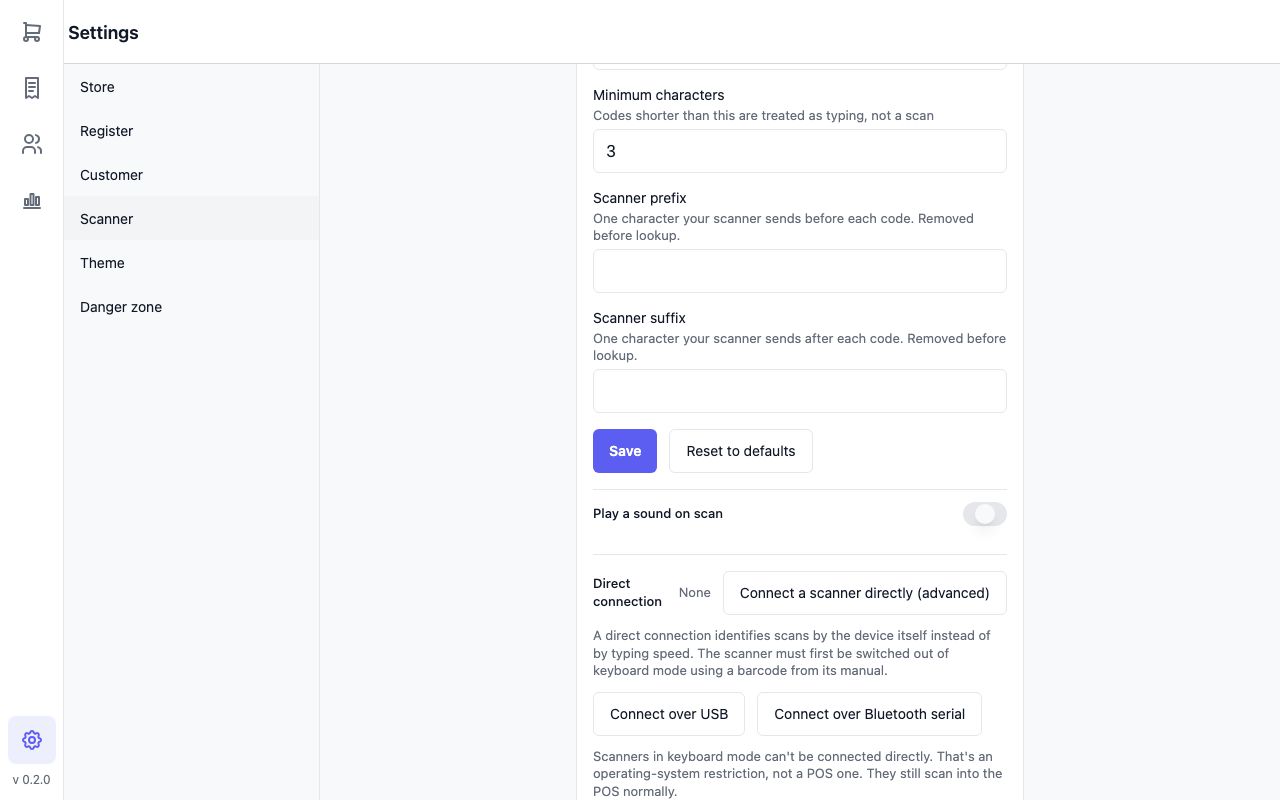 Settings
Store
Register
Customer
Scanner
Theme
Danger zone
v 0.2.0
Minimum characters
Codes shorter than this are treated as typing, not a scan
3
Scanner prefix
One character your scanner sends before each code. Removed
before lookup.
Scanner suffix
One character your scanner sends after each code. Removed before
lookup.
Save
Reset to defaults
Play a sound on scan
Direct
connection
None
Connect a scanner directly (advanced)
A direct connection identifies scans by the device itself instead of
by typing speed. The scanner must first be switched out of
keyboard mode using a barcode from its manual.
Connect over USB
Connect over Bluetooth serial
Scanners in keyboard mode can't be connected directly. That's an
operating-system restriction, not a POS one. They still scan into the
POS normally.